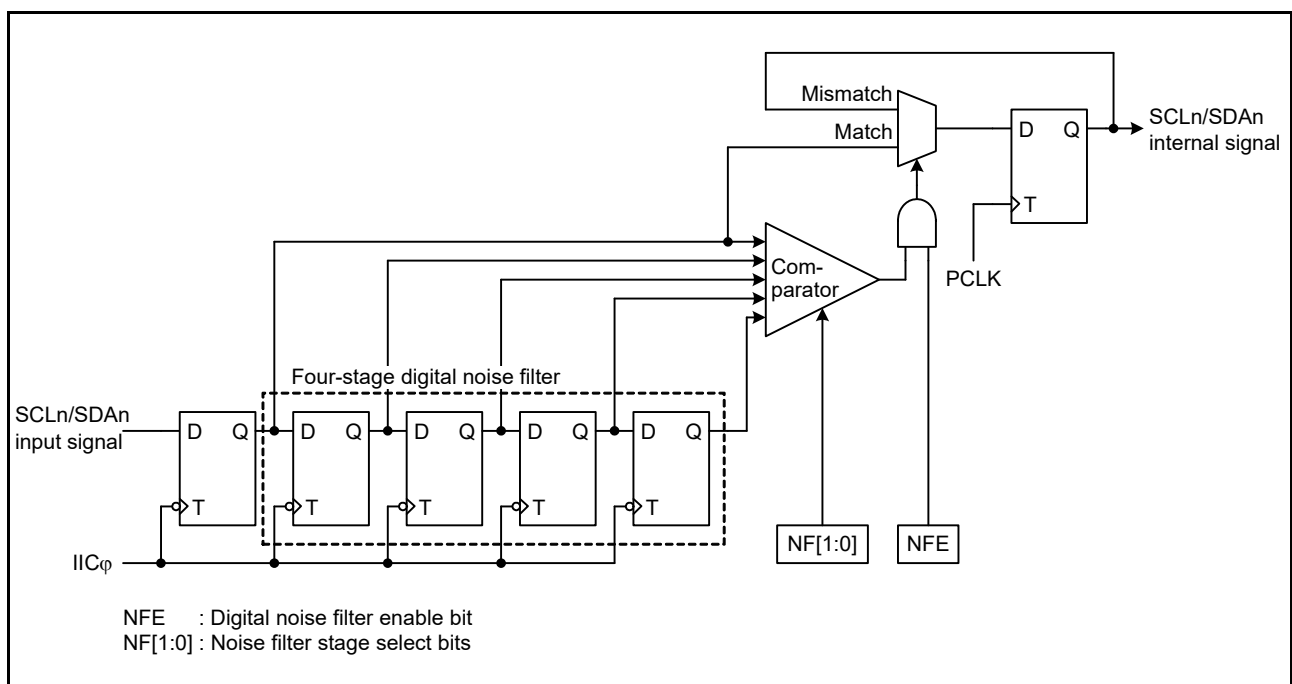 Mismatch
Match
D Q
T
SCLn/SDAn
internal signal
PCLK
Com-
parator
Four-stage digital noise filter
SCLn/SDAn
input signal
D Q D Q D Q D Q D Q
T T T T T
NF[1:0] NFE
IICφ
NFE : Digital noise filter enable bit
NF[1:0] : Noise filter stage select bits